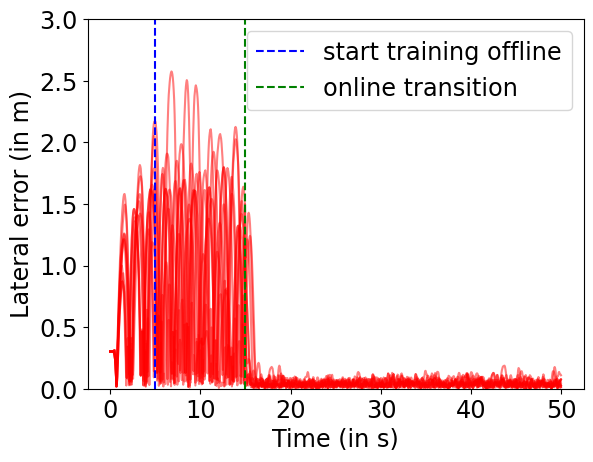 3.0
2.5
2.0
1.5
1.0
0.5
0.0
Lateral error (in m)
start training offline
online transition
0 10 20 30 40 50
Time (in s)